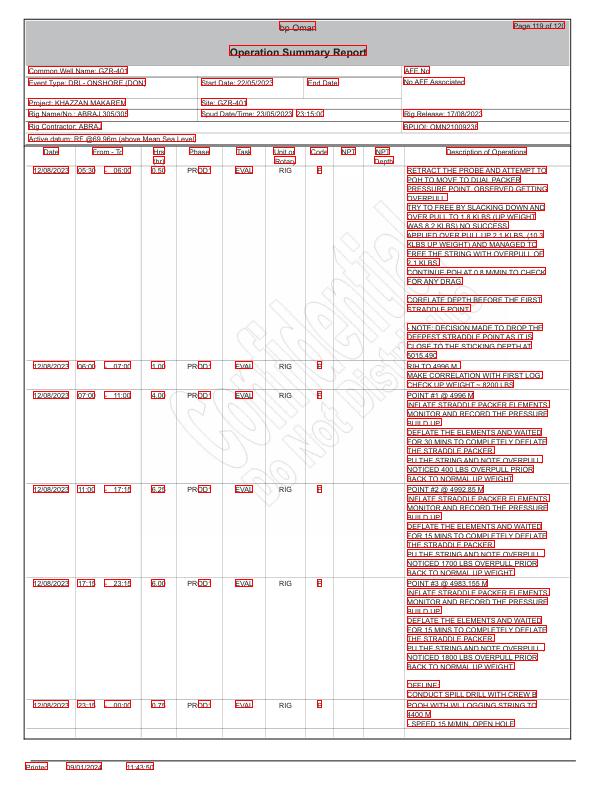 bp Oman
Page 119 of 120
Operation Summary Report
Common Well Name: GZR-401
AFE No
Event Type: DRL- ONSHORE (DON)
Start Date: 22/05/2023
End Date:
No AFE Associated
Project: KHAZZAN MAKAREM
Site: GZR-401
Rig Name/No.: ABRAJ 305/305
Spud Date/Time: 23/05/2023 23:15:00
Rig Release: 17/08/2023
Rig Contractor: ABRAJ
BPUOI: OMN21009236
Active datum: RF @69.96m (above Mean Sea Level)
Date
From - To
Hrs
(hr)
Phase
Task
Unit or
Rotary
Code
NPT
NPT
Depth
Description of Operations
12/08/2023 05:30 - 06:00 0.50 PROD1 EVAL RIG P RETRACT THE PROBE AND ATTEMPT TO
POH TO MOVE TO DUAL PACKER
PRESSURE POINT. OBSERVED GETTING
OVERPULL.
TRY TO FREE BY SLACKING DOWN AND
OVER PULL TO 1.8 KLBS (UP WEIGHT
WAS 8.2 KLBS) NO SUCCESS.
APPLIED OVER PULL UP 2.1 KLBS, (10.3
KLBS UP WEIGHT) AND MANAGED TO
FREE THE STRING WITH OVERPULL OF
2.1 KLBS.
CONTINUE POH AT 0.8 M/MIN TO CHECK
FOR ANY DRAG.
CORELATE DEPTH BEFORE THE FIRST
STRADDLE POINT.
- NOTE: DECISION MADE TO DROP THE
DEEPEST STRADDLE POINT AS IT IS
CLOSE TO THE STICKING DEPTH AT
5015.49C
12/08/2023 06:00 - 07:00 1.00 PROD1 EVAL RIG P RIH TO 4996 M.
MAKE CORRELATION WITH FIRST LOG.
CHECK UP WEIGHT ~ 8200 LBS
12/08/2023 07:00 - 11:00 4.00 PROD1 EVAL RIG P POINT #1 @ 4996 M
INFLATE STRADDLE PACKER ELEMENTS,
MONITOR AND RECORD THE PRESSURE
BUILD UP.
DEFLATE THE ELEMENTS AND WAITED
FOR 30 MINS TO COMPLETELY DEFLATE
THE STRADDLE PACKER.
PU THE STRING AND NOTE OVERPULL,
NOTICED 400 LBS OVERPULL PRIOR
BACK TO NORMAL UP WEIGHT
12/08/2023 11:00 - 17:15 6.25 PROD1 EVAL RIG P POINT #2 @ 4992.85 M
INFLATE STRADDLE PACKER ELEMENTS,
MONITOR AND RECORD THE PRESSURE
BUILD UP.
DEFLATE THE ELEMENTS AND WAITED
FOR 15 MINS TO COMPLETELY DEFLATE
THE STRADDLE PACKER.
PU THE STRING AND NOTE OVERPULL,
NOTICED 1700 LBS OVERPULL PRIOR
BACK TO NORMAL UP WEIGHT
12/08/2023 17:15 - 23:15 6.00 PROD1 EVAL RIG P POINT #3 @ 4983.155 M
INFLATE STRADDLE PACKER ELEMENTS,
MONITOR AND RECORD THE PRESSURE
BUILD UP.
DEFLATE THE ELEMENTS AND WAITED
FOR 15 MINS TO COMPLETELY DEFLATE
THE STRADDLE PACKER.
PU THE STRING AND NOTE OVERPULL,
NOTICED 1800 LBS OVERPULL PRIOR
BACK TO NORMAL UP WEIGHT
OFFLINE:
CONDUCT SPILL DRILL WITH CREW B
12/08/2023 23:15 - 00:00 0.75 PROD1 EVAL RIG P POOH WITH WL LOGGING STRING TO
4400 M
- SPEED 15 M/MIN, OPEN HOLE
Confidential
Do Not Distribute
Printed 09/01/2024 11:43:50